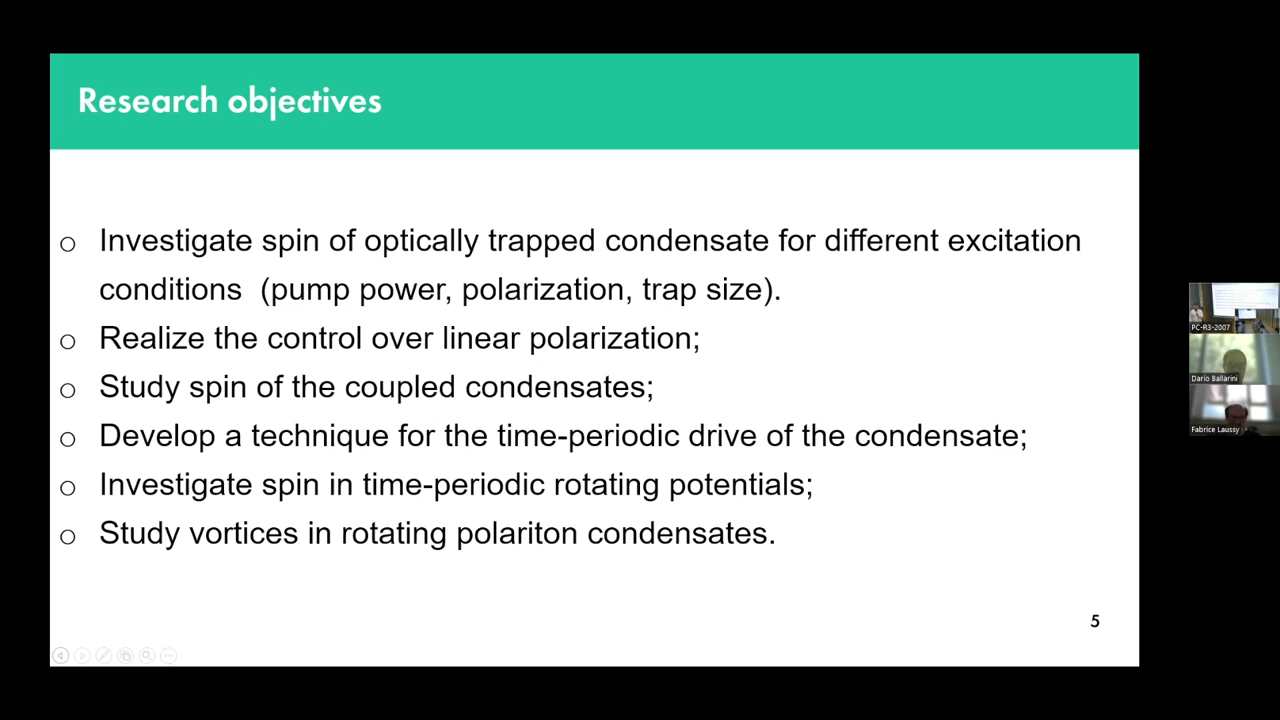 Research objectives
o Investigate spin of optically trapped condensate for different excitation
conditions  (pump power, polarization, trap size).
o Realize the control over linear polarization;
o Study spin of the coupled condensates;
o Develop a technique for the time-periodic drive of the condensate;
o Investigate spin in time-periodic rotating potentials;
o Study vortices in rotating polariton condensates.
5
PC-R3-2007
Dario Ballarini
Fabrice Laussy